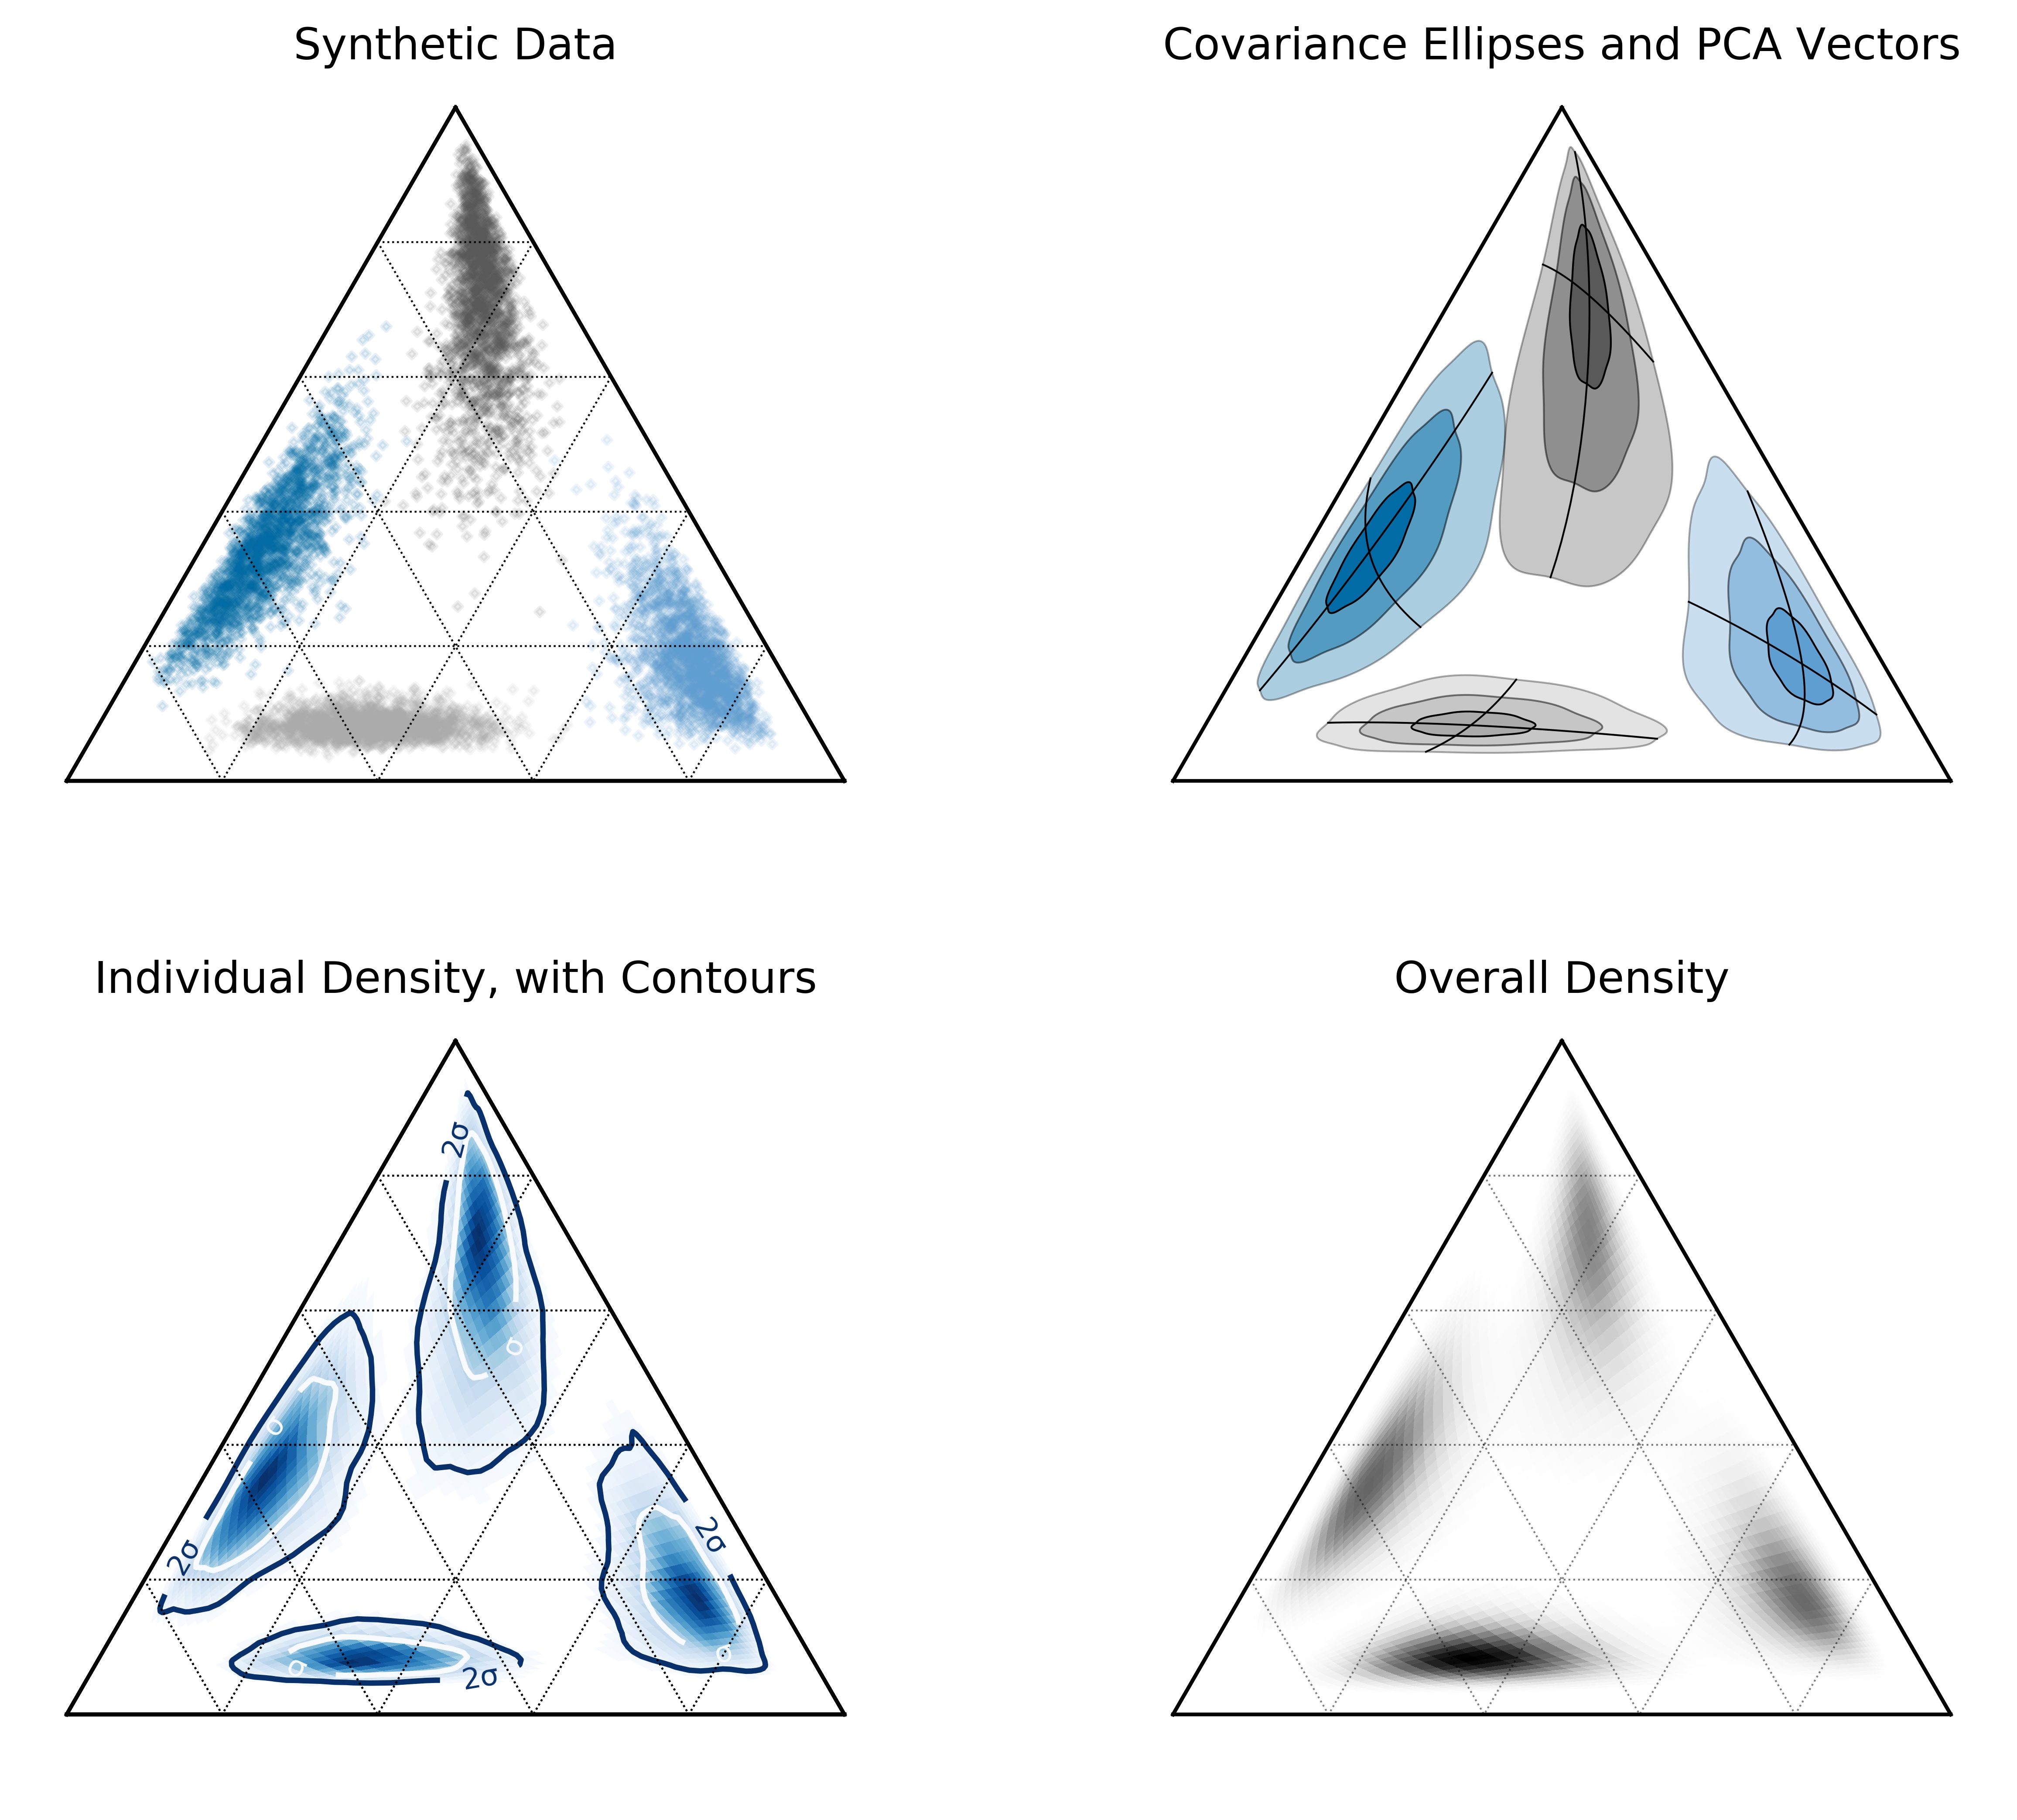 Synthetic Data
Covariance Ellipses and PCA Vectors
Individual Density, with Contours
Overall Density
2σ
σ
σ
2σ
2σ
σ
σ
2σ